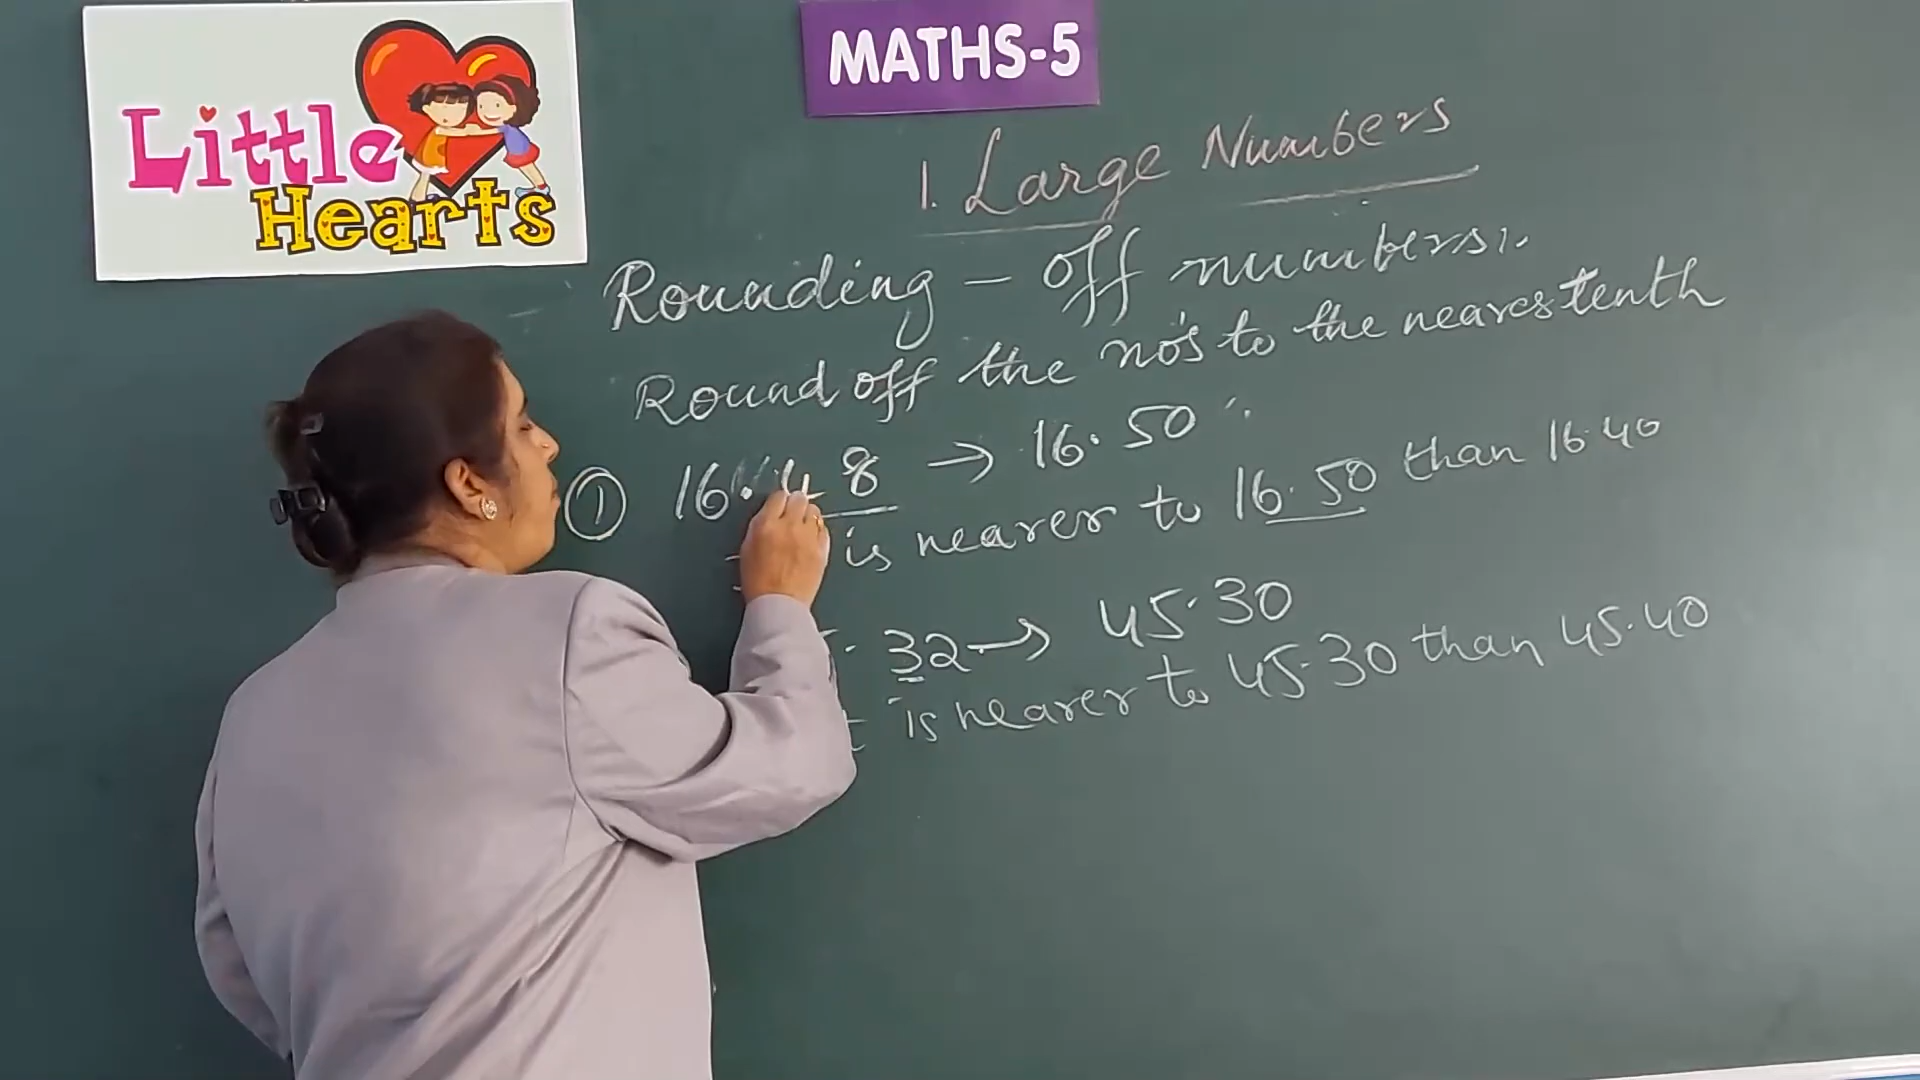 Little
Hearts
MATHS-5
1. Large Numbers
Rounding - off numbers:.
Round off the no's to the nearest tenth
① 16.48 → 16.50
is nearer to 16.50 than 16.40
. 32 → 45.30
is nearer to 45.30 than 45.40